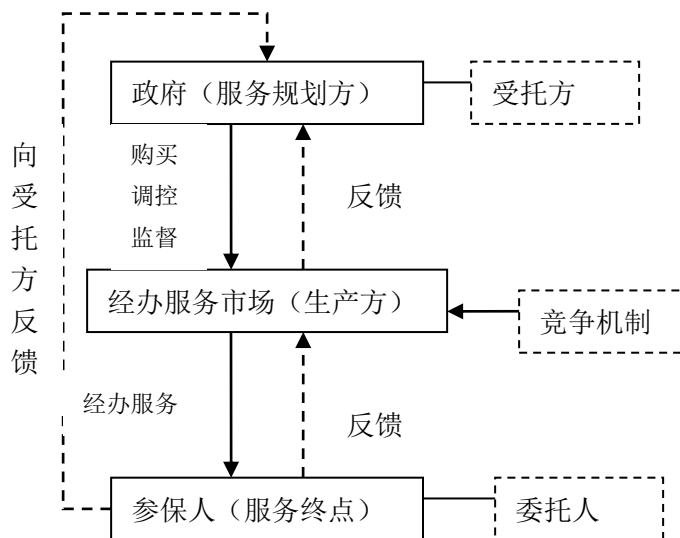 政府（服务规划方）
受托方
购买
调控
监督
反馈
向受托方反馈
经办服务市场（生产方）
竞争机制
经办服务
反馈
参保人（服务终点）
委托人